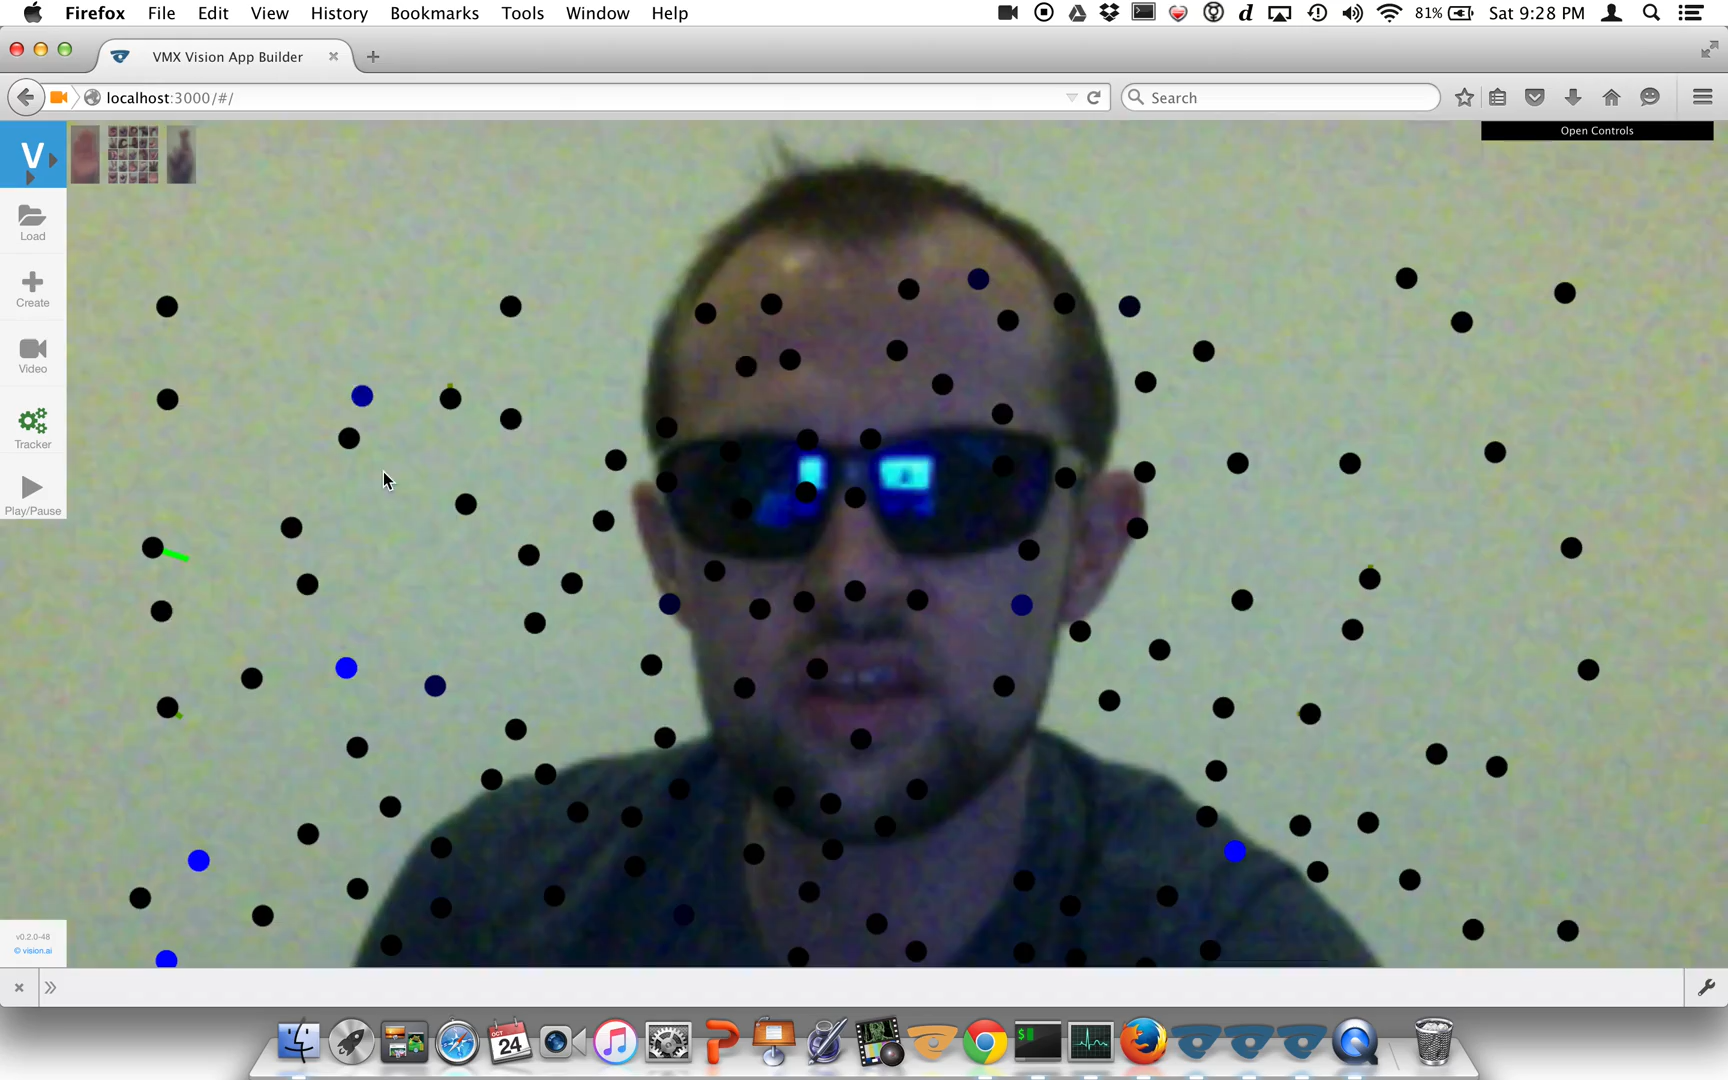 Firefox File Edit View History Bookmarks Tools Window Help d 81% Sat 9:28 PM
VMX Vision App Builder
localhost:3000/#/ Search
Open Controls
V
Load
Create
Video
Tracker
Play/Pause
v0.2.0-48
© vision.ai
OCT
24